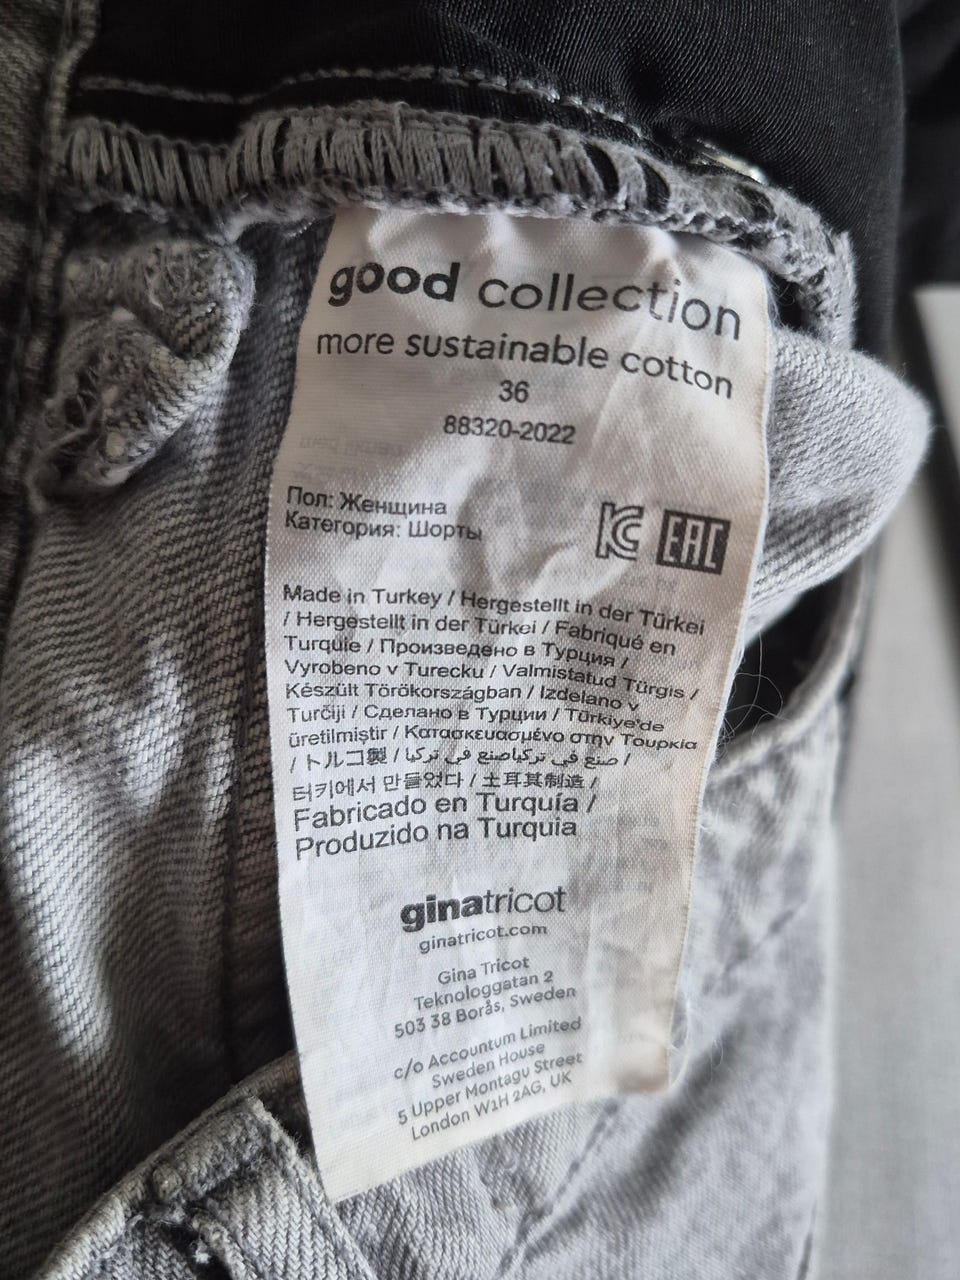 good collection
more sustainable cotton
36
88320-2022
Пол: Женщина
Категория: Шорты
KC EAC
Made in Turkey / Hergestellt in der Türkei
/ Hergestellt in der Türkei / Fabriqué en
Turquie / Произведено в Турция /
Vyrobeno v Turecku / Valmistatud Türgis /
Készült Törökországban / Izdelano v
Turčiji / Сделано в Турции / Türkiye'de
üretilmiştir / Κατασκευασμένο στην Τουρκία
/ トルコ製 / صنع في تركياصنع في تركيا /
터키에서 만들었다 / 土耳其制造 /
Fabricado en Turquía /
Produzido na Turquia
ginatricot
ginatricot.com
Gina Tricot
Teknologgatan 2
503 38 Borås, Sweden
c/o Accountum Limited
Sweden House
5 Upper Montagu Street
London W1H 2AG, UK